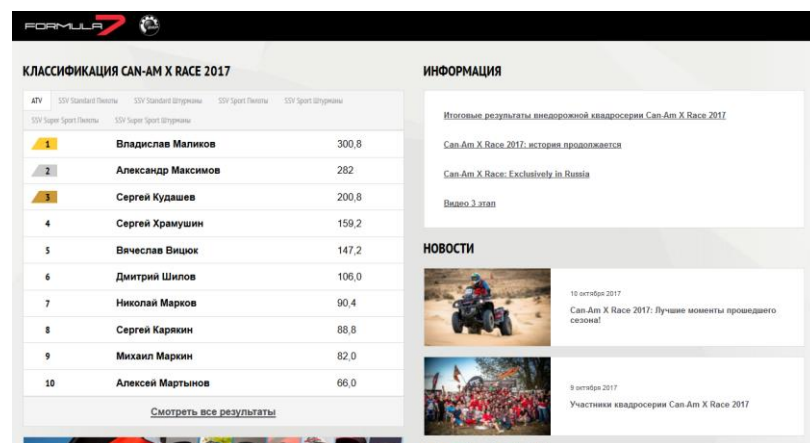 FORMULA 7
КЛАССИФИКАЦИЯ CAN-AM X RACE 2017
ATV SSV Standard Пилоты SSV Standard Штурманы SSV Sport Пилоты SSV Sport Штурманы
SSV Super Sport Пилоты SSV Super Sport Штурманы
1 Владислав Маликов 300,8
2 Александр Максимов 282
3 Сергей Кудашев 200,8
4 Сергей Храмушин 159,2
5 Вячеслав Вицюк 147,2
6 Дмитрий Шилов 106,0
7 Николай Марков 90,4
8 Сергей Карякин 88,8
9 Михаил Маркин 82,0
10 Алексей Мартынов 66,0
Смотреть все результаты
ИНФОРМАЦИЯ
Итоговые результаты внедорожной квадросерии Can-Am X Race 2017
Can-Am X Race 2017: история продолжается
Can-Am X Race: Exclusively in Russia
Видео 3 этап
НОВОСТИ
10 октября 2017
Can-Am X Race 2017: Лучшие моменты прошедшего
сезона!
9 октября 2017
Участники квадросерии Can-Am X Race 2017